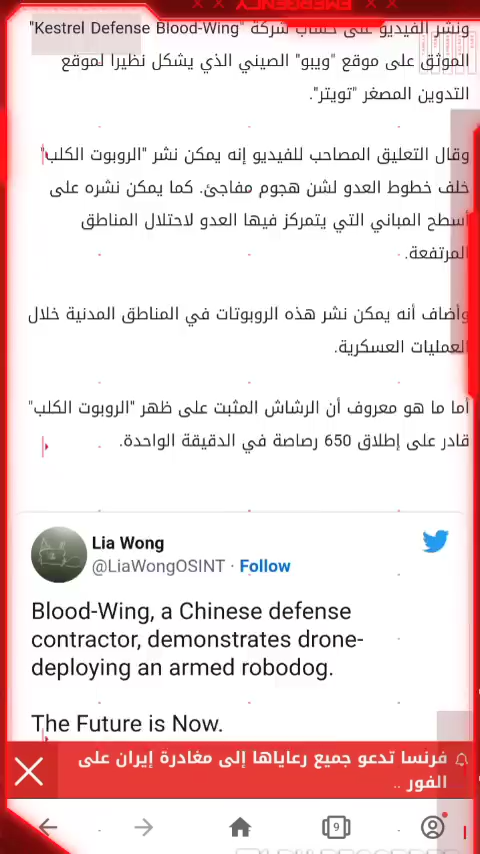 EMERGENCY
ونشر الفيديو على حساب شركة "Kestrel Defense Blood-Wing"
الموثق على موقع "ويبو" الصيني الذي يشكل نظيرا لموقع
التدوين المصغر "تويتر".
وقال التعليق المصاحب للفيديو إنه يمكن نشر "الروبوت الكلب"
خلف خطوط العدو لشن هجوم مفاجئ. كما يمكن نشره على
أسطح المباني التي يتمركز فيها العدو لاحتلال المناطق
المرتفعة.
وأضاف أنه يمكن نشر هذه الروبوتات في المناطق المدنية خلال
العمليات العسكرية.
أما ما هو معروف أن الرشاش المثبت على ظهر "الروبوت الكلب"
قادر على إطلاق 650 رصاصة في الدقيقة الواحدة.
Lia Wong
@LiaWongOSINT · Follow
Blood-Wing, a Chinese defense
contractor, demonstrates drone-
deploying an armed robodog.
The Future is Now.
فرنسا تدعو جميع رعاياها إلى مغادرة إيران على
الفور ..
9